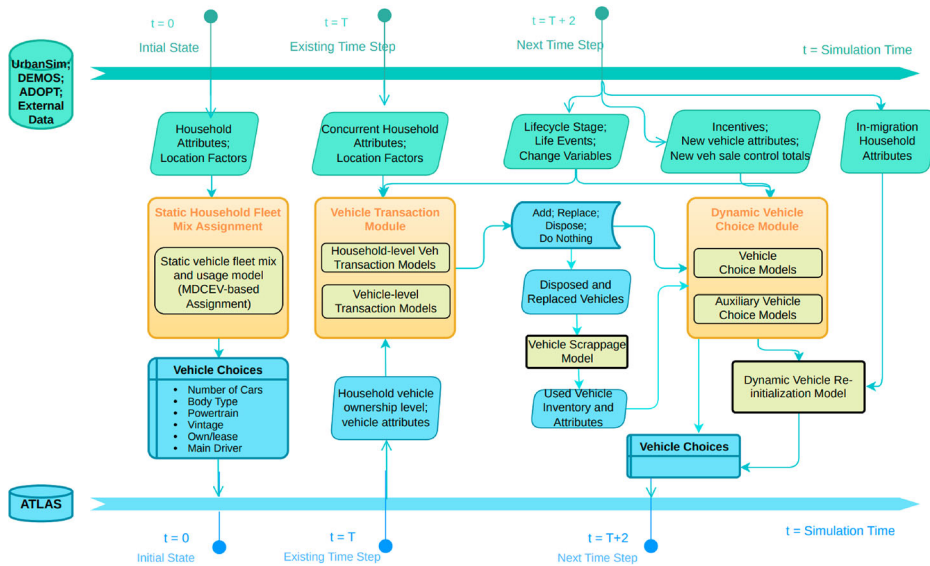 t = 0
Intial State
t = T
Existing Time Step
t = T + 2
Next Time Step
t = Simulation Time
UrbanSim;
DEMOS;
ADOPT;
External
Data
Household
Attributes;
Location Factors
Concurrent Household
Attributes;
Location Factors
Lifecycle Stage;
Life Events;
Change Variables
Incentives;
New vehicle attributes;
New veh sale control totals
In-migration
Household
Attributes
Static Household Fleet
Mix Assignment
Static vehicle fleet mix
and usage model
(MDCEV-based
Assignment)
Vehicle Transaction
Module
Household-level Veh
Transaction Models
Vehicle-level
Transaction Models
Add; Replace;
Dispose;
Do Nothing
Disposed and
Replaced Vehicles
Vehicle Scrappage
Model
Used Vehicle
Inventory and
Attributes
Dynamic Vehicle
Choice Module
Vehicle
Choice Models
Auxiliary Vehicle
Choice Models
Dynamic Vehicle Re-
initialization Model
Vehicle Choices
• Number of Cars
• Body Type
• Powertrain
• Vintage
• Own/lease
• Main Driver
Household vehicle
ownership level;
vehicle attributes
Vehicle Choices
ATLAS
t = 0
Initial State
t = T
Existing Time Step
t = T+2
Next Time Step
t = Simulation Time